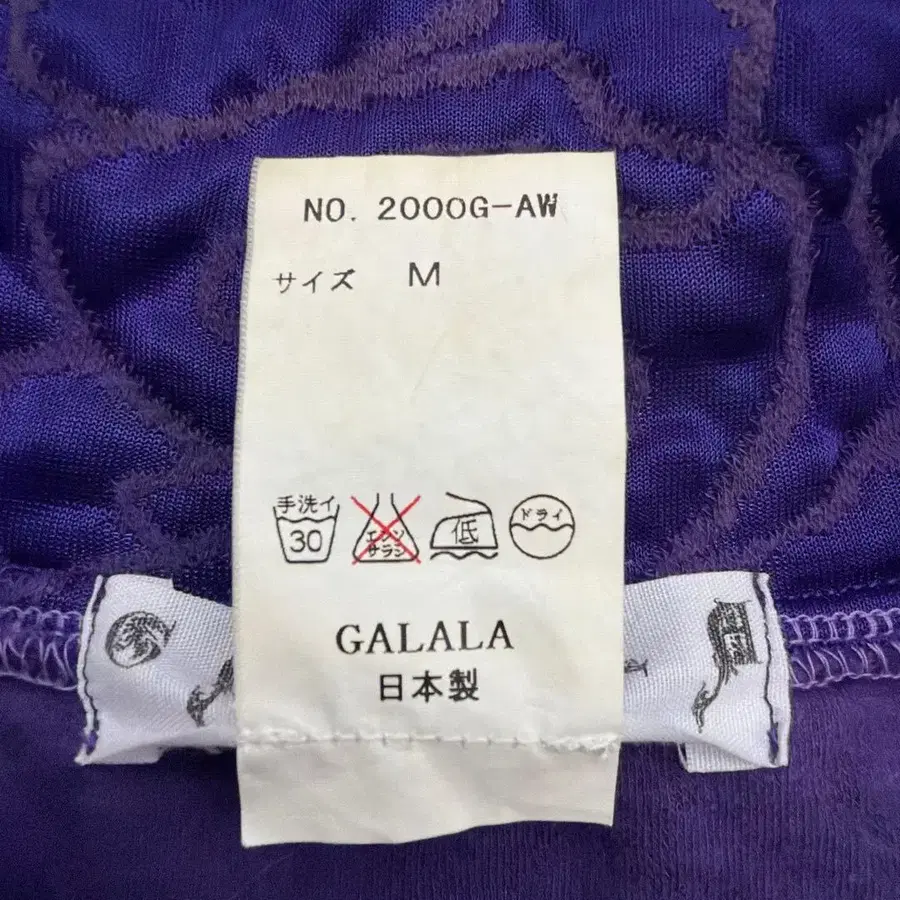 NO. 2000G-AW
サイズ M
手洗イ
30
エンソ
サラシ
低
ドライ
GALALA
日本製